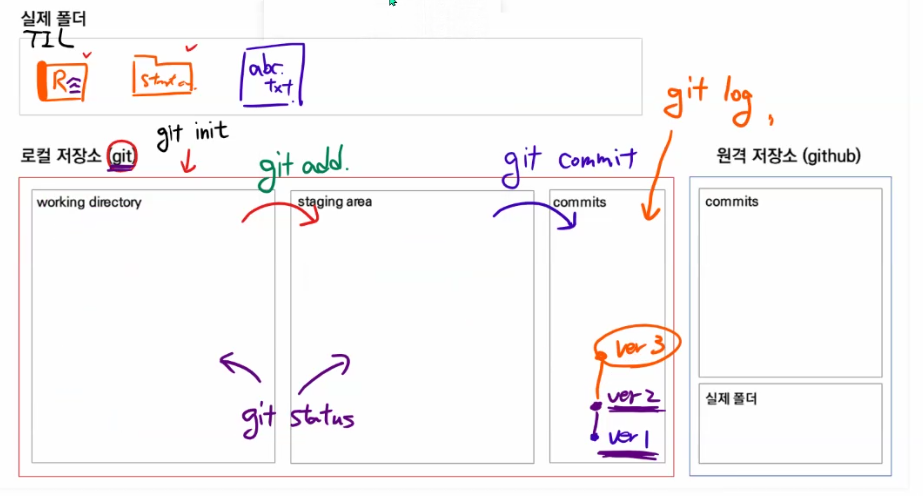 실제 폴더
TIL
R
abc.
txt
git init
로컬 저장소 (git)
git add.
git commit
git log,
원격 저장소 (github)
working directory
staging area
commits
commits
ver 3
ver 2
실제 폴더
git status
ver 1